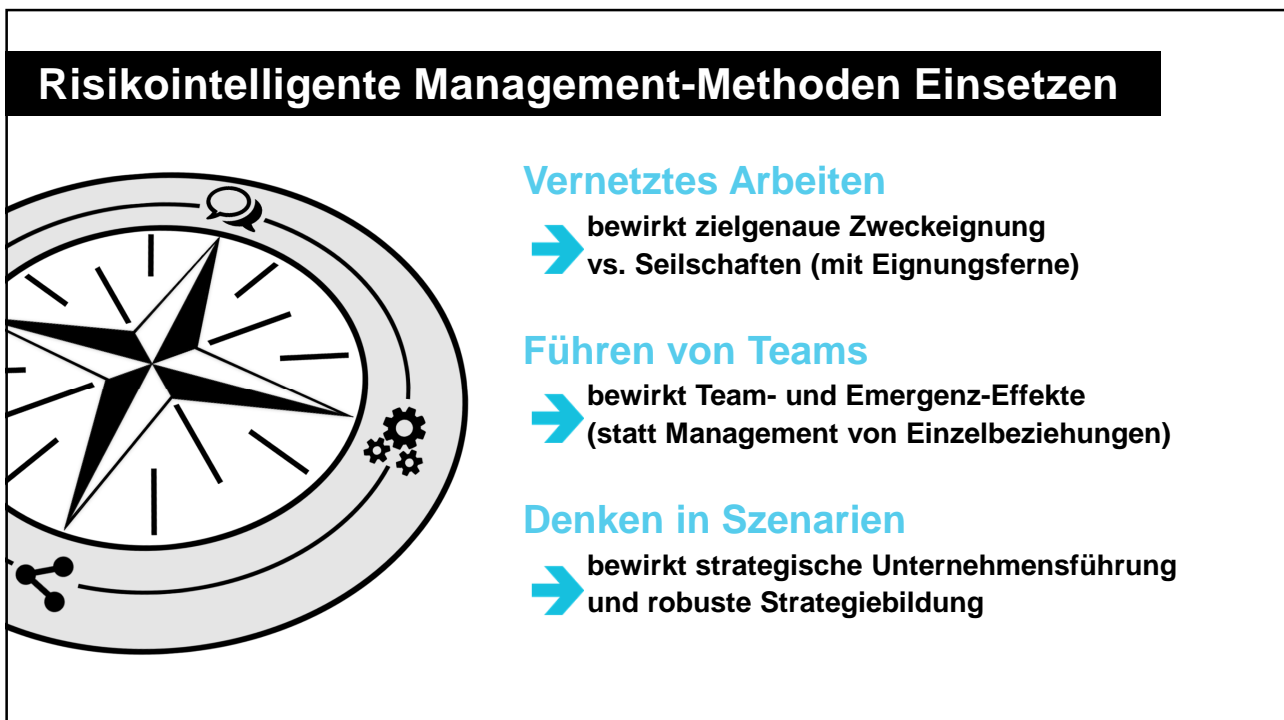 Risikointelligente Management-Methoden Einsetzen
Vernetztes Arbeiten
bewirkt zielgenaue Zweckeignung
vs. Seilschaften (mit Eignungsferne)
Führen von Teams
bewirkt Team- und Emergenz-Effekte
(statt Management von Einzelbeziehungen)
Denken in Szenarien
bewirkt strategische Unternehmensführung
und robuste Strategiebildung